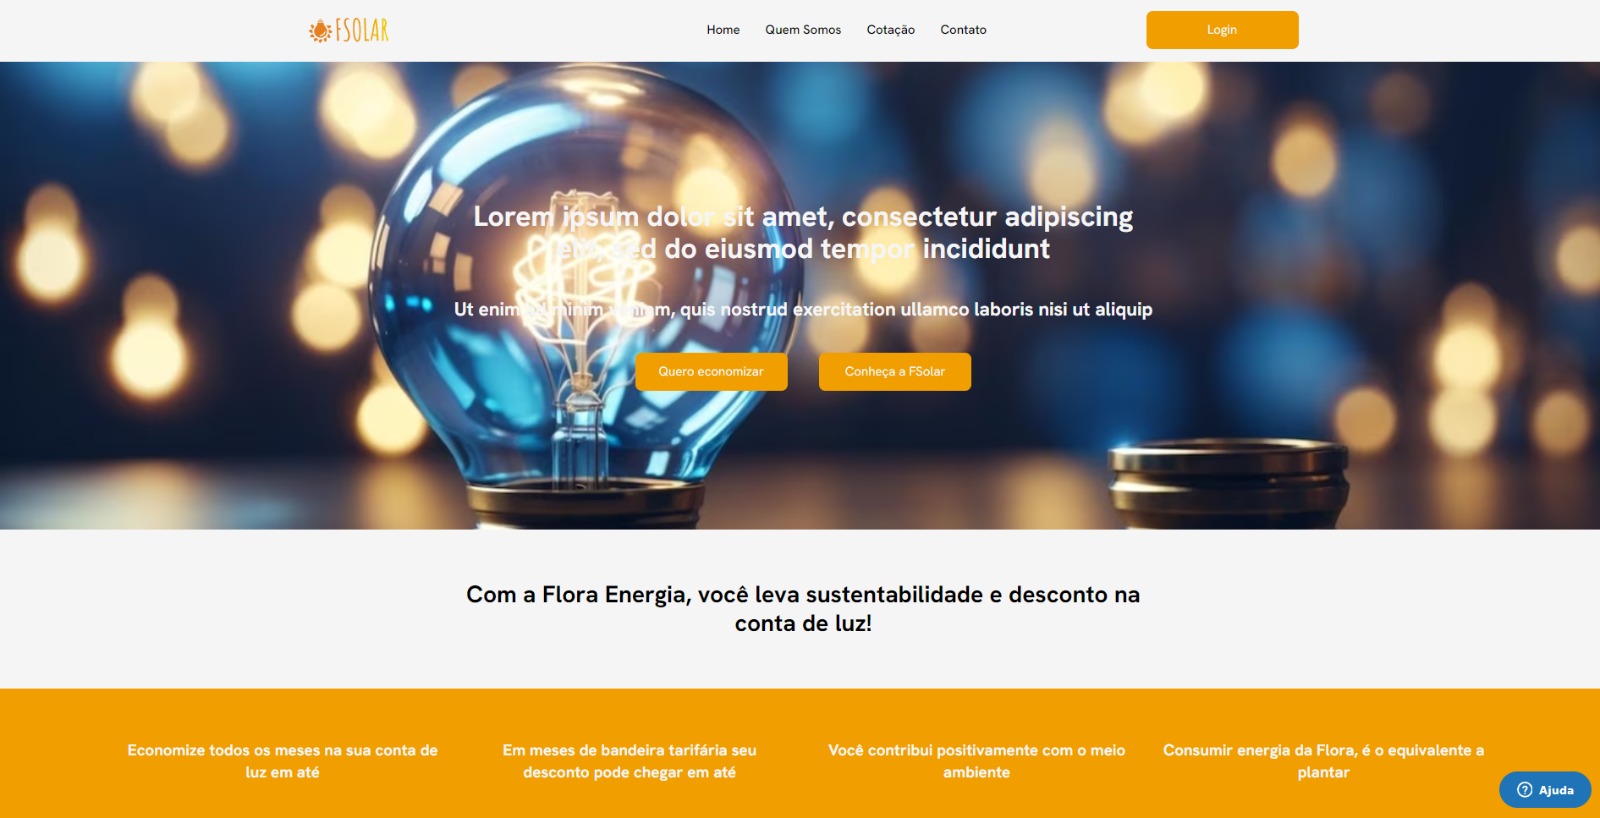 FSOLAR
Home
Quem Somos
Cotação
Contato
Login
Lorem ipsum dolor sit amet, consectetur adipiscing
elit, sed do eiusmod tempor incididunt
Ut enim ad minim veniam, quis nostrud exercitation ullamco laboris nisi ut aliquip
Quero economizar
Conheça a FSolar
Com a Flora Energia, você leva sustentabilidade e desconto na
conta de luz!
Economize todos os meses na sua conta de
luz em até
Em meses de bandeira tarifária seu
desconto pode chegar em até
Você contribui positivamente com o meio
ambiente
Consumir energia da Flora, é o equivalente a
plantar
Ajuda